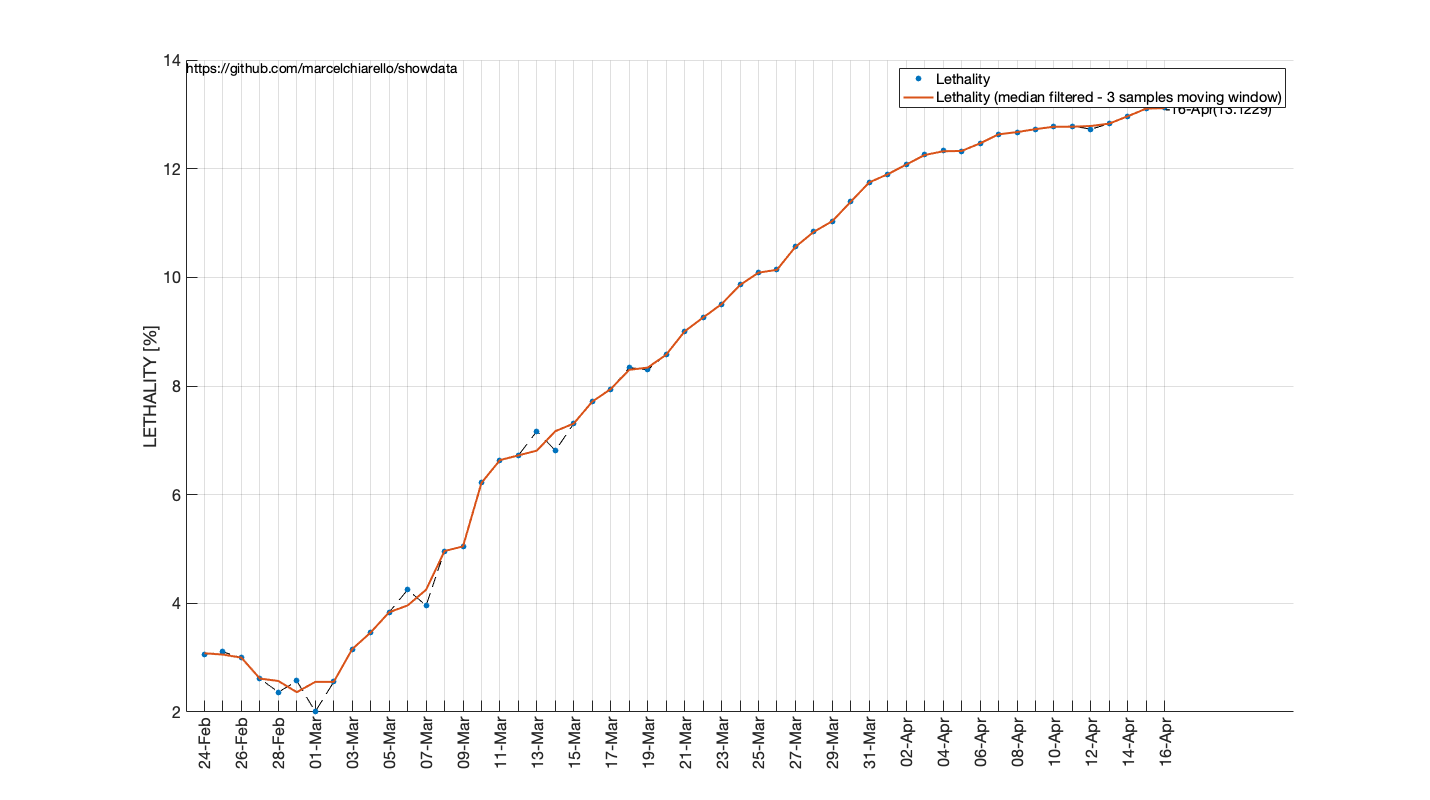 14
https://github.com/marcelchiarello/showdata
Lethality
Lethality (median filtered - 3 samples moving window)
16-Apr(13.1229)
12
10
8
6
4
2
LETHALITY [%]
24-Feb
26-Feb
28-Feb
01-Mar
03-Mar
05-Mar
07-Mar
09-Mar
11-Mar
13-Mar
15-Mar
17-Mar
19-Mar
21-Mar
23-Mar
25-Mar
27-Mar
29-Mar
31-Mar
02-Apr
04-Apr
06-Apr
08-Apr
10-Apr
12-Apr
14-Apr
16-Apr